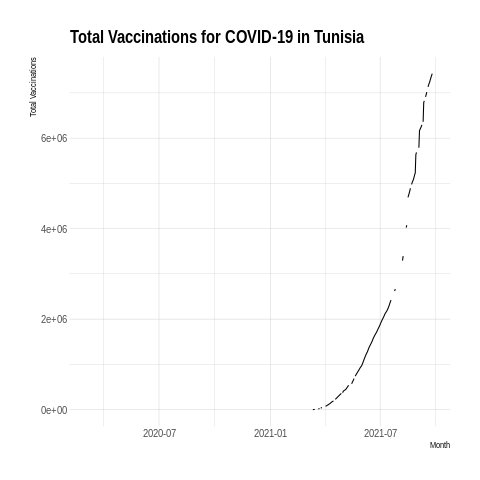 Total Vaccinations for COVID-19 in Tunisia
Total Vaccinations
6e+06
4e+06
2e+06
0e+00
2020-07
2021-01
2021-07
Month